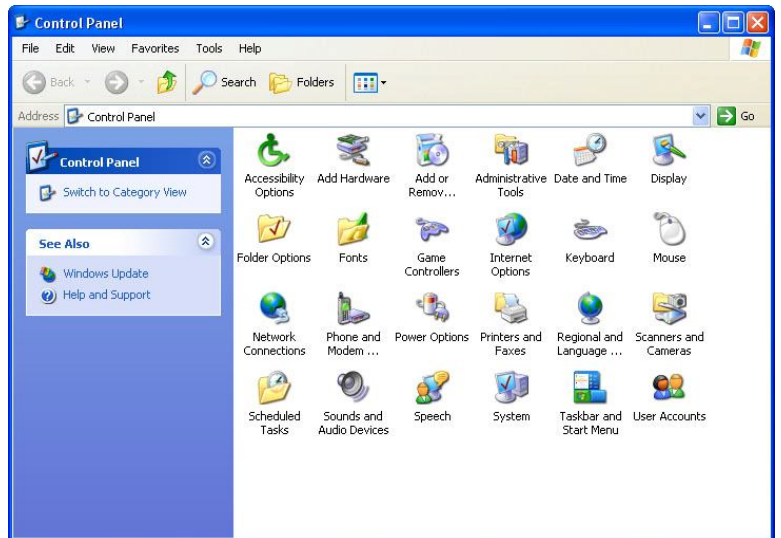 Control Panel
File Edit View Favorites Tools Help
Back Search Folders
Address Control Panel Go
Control Panel
Switch to Category View
See Also
Windows Update
Help and Support
Accessibility Options
Add Hardware
Add or Remov...
Administrative Tools
Date and Time
Display
Folder Options
Fonts
Game Controllers
Internet Options
Keyboard
Mouse
Network Connections
Phone and Modem ...
Power Options
Printers and Faxes
Regional and Language ...
Scanners and Cameras
Scheduled Tasks
Sounds and Audio Devices
Speech
System
Taskbar and Start Menu
User Accounts